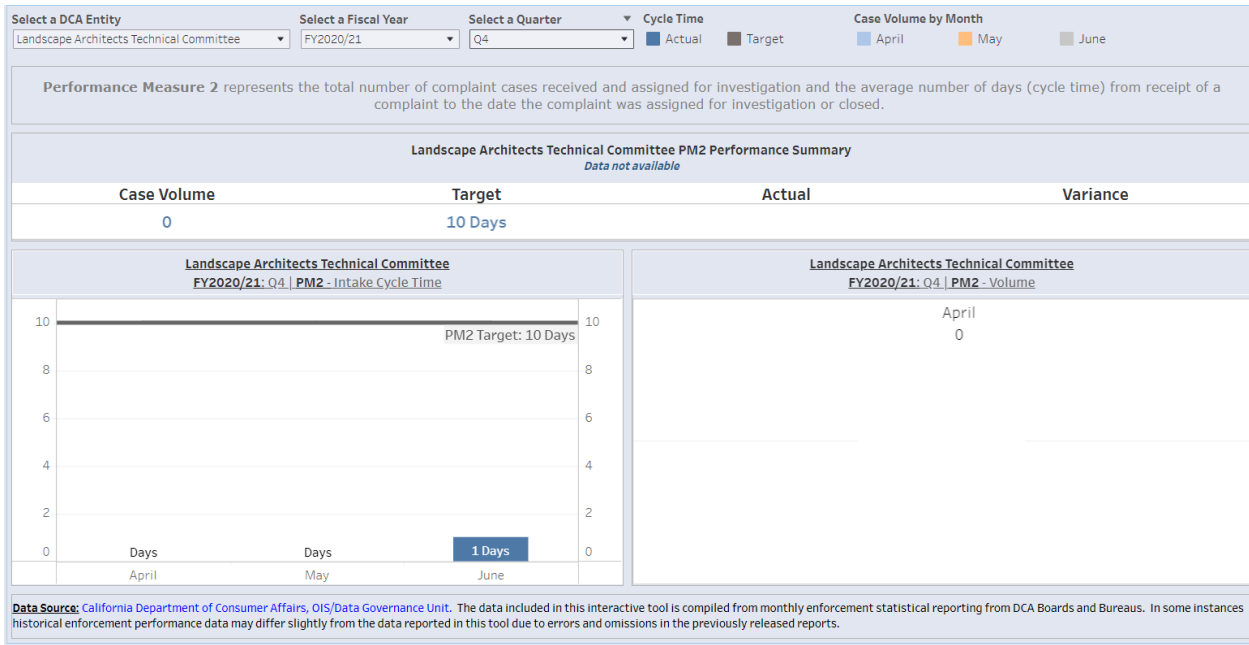 Select a DCA Entity
Select a Fiscal Year
Select a Quarter
Cycle Time
Case Volume by Month
Landscape Architects Technical Committee
FY2020/21
Q4
Actual
Target
April
May
June
Performance Measure 2 represents the total number of complaint cases received and assigned for investigation and the average number of days (cycle time) from receipt of a
complaint to the date the complaint was assigned for investigation or closed.
Landscape Architects Technical Committee PM2 Performance Summary
Data not available
Case Volume
Target
Actual
Variance
0
10 Days
Landscape Architects Technical Committee
FY2020/21: Q4 | PM2 - Intake Cycle Time
10
8
6
4
2
0
PM2 Target: 10 Days
Days
Days
1 Days
10
8
6
4
2
0
April
May
June
Landscape Architects Technical Committee
FY2020/21: Q4 | PM2 - Volume
April
0
Data Source: California Department of Consumer Affairs, OIS/Data Governance Unit. The data included in this interactive tool is compiled from monthly enforcement statistical reporting from DCA Boards and Bureaus. In some instances
historical enforcement performance data may differ slightly from the data reported in this tool due to errors and omissions in the previously released reports.